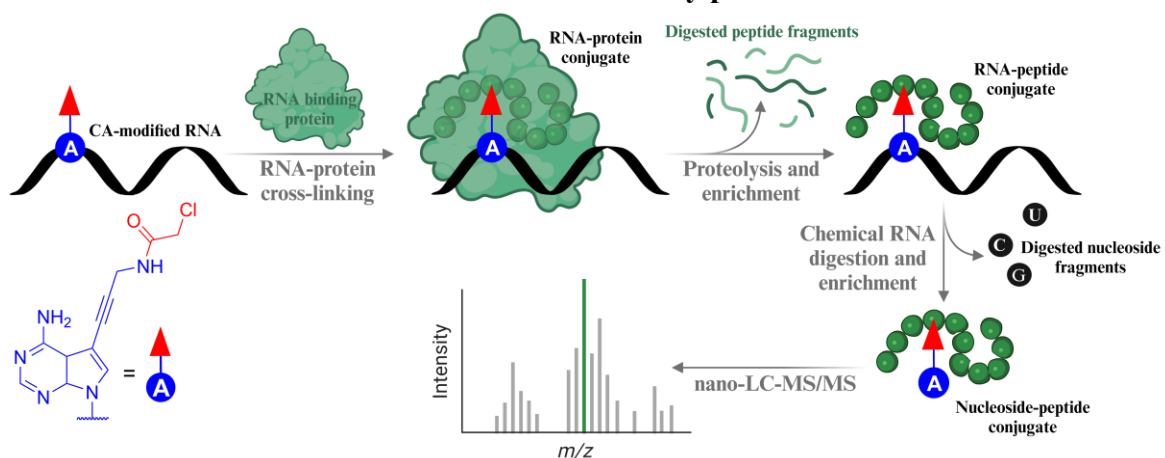 CA-modified RNA
A
RNA binding
protein
RNA-protein
cross-linking
RNA-protein
conjugate
A
Digested peptide fragments
Proteolysis and
enrichment
RNA-peptide
conjugate
A
Chemical RNA
digestion and
enrichment
U
C
G
Digested nucleoside
fragments
A
Nucleoside-peptide
conjugate
nano-LC-MS/MS
Intensity
m/z
Cl
O
NH
NH2
N
N
N
=
A